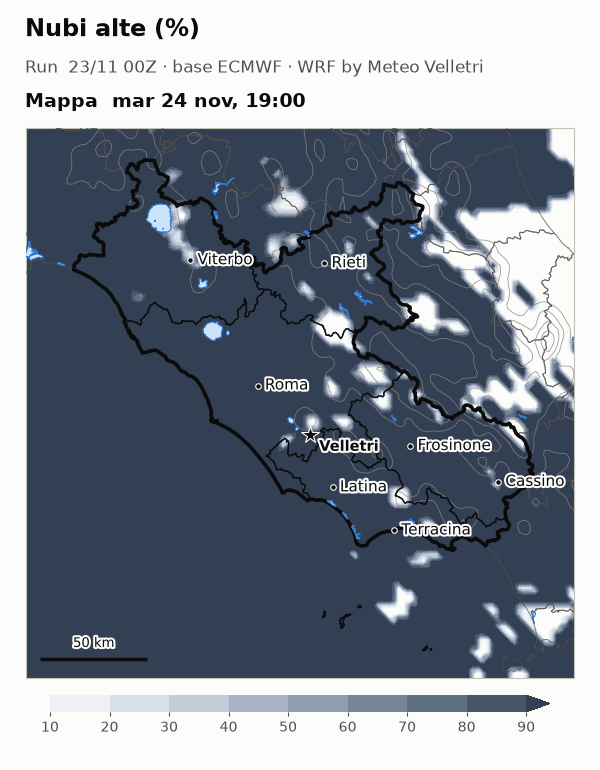 Nubi alte (%)
Run  23/11 00Z · base ECMWF · WRF by Meteo Velletri
Mappa  mar 24 nov, 19:00
Viterbo
Rieti
Roma
Velletri
Frosinone
Cassino
Latina
Terracina
50 km
10 20 30 40 50 60 70 80 90